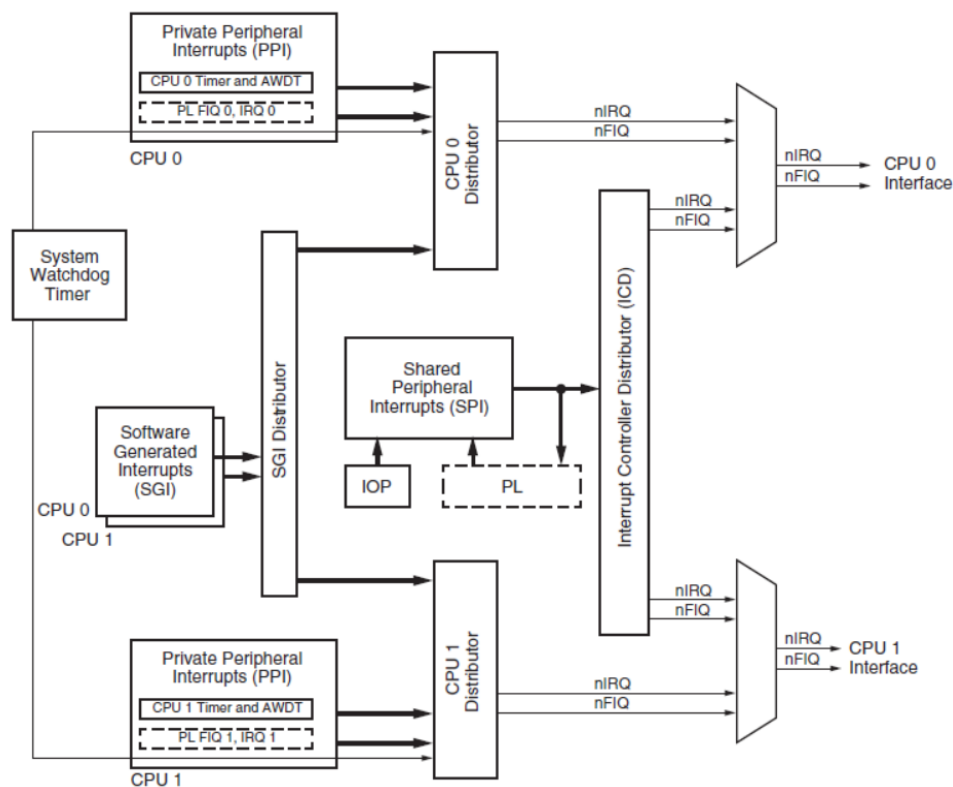 Private Peripheral
Interrupts (PPI)
CPU 0 Timer and AWDT
PL FIQ 0, IRQ 0
CPU 0
CPU 0
Distributor
nIRQ
nFIQ
nIRQ
nFIQ
CPU 0
Interface
nIRQ
nFIQ
System
Watchdog
Timer
SGI Distributor
Shared
Peripheral
Interrupts (SPI)
IOP
PL
Interrupt Controller Distributor (ICD)
Software
Generated
Interrupts
(SGI)
CPU 0
CPU 1
nIRQ
nFIQ
nIRQ
nFIQ
CPU 1
Interface
Private Peripheral
Interrupts (PPI)
CPU 1 Timer and AWDT
PL FIQ 1, IRQ 1
CPU 1
CPU 1
Distributor
nIRQ
nFIQ